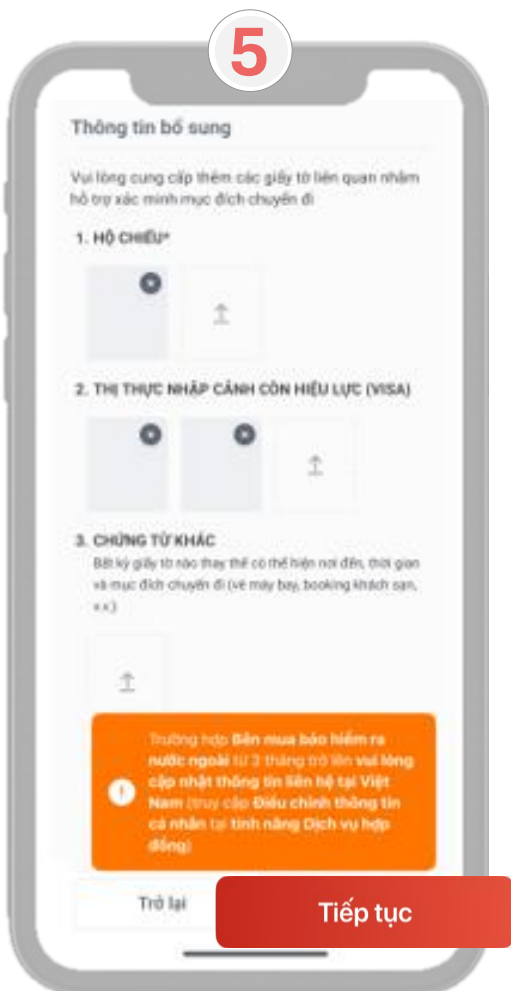 5
Thông tin bổ sung
Vui lòng cung cấp thêm các giấy tờ liên quan nhằm
hỗ trợ xác minh mục đích chuyến đi
1. HỘ CHIẾU*
2. THỊ THỰC NHẬP CẢNH CÒN HIỆU LỰC (VISA)
3. CHỨNG TỪ KHÁC
Bất kỳ giấy tờ nào thay thế có thể hiện nơi đến, thời gian
và mục đích chuyến đi (vé máy bay, booking khách sạn,
v.v.)
Trường hợp Bên mua bảo hiểm ra
nước ngoài từ 3 tháng trở lên vui lòng
cập nhật thông tin liên hệ tại Việt
Nam (truy cập Điều chỉnh thông tin
cá nhân tại tính năng Dịch vụ hợp
đồng)
Trở lại
Tiếp tục